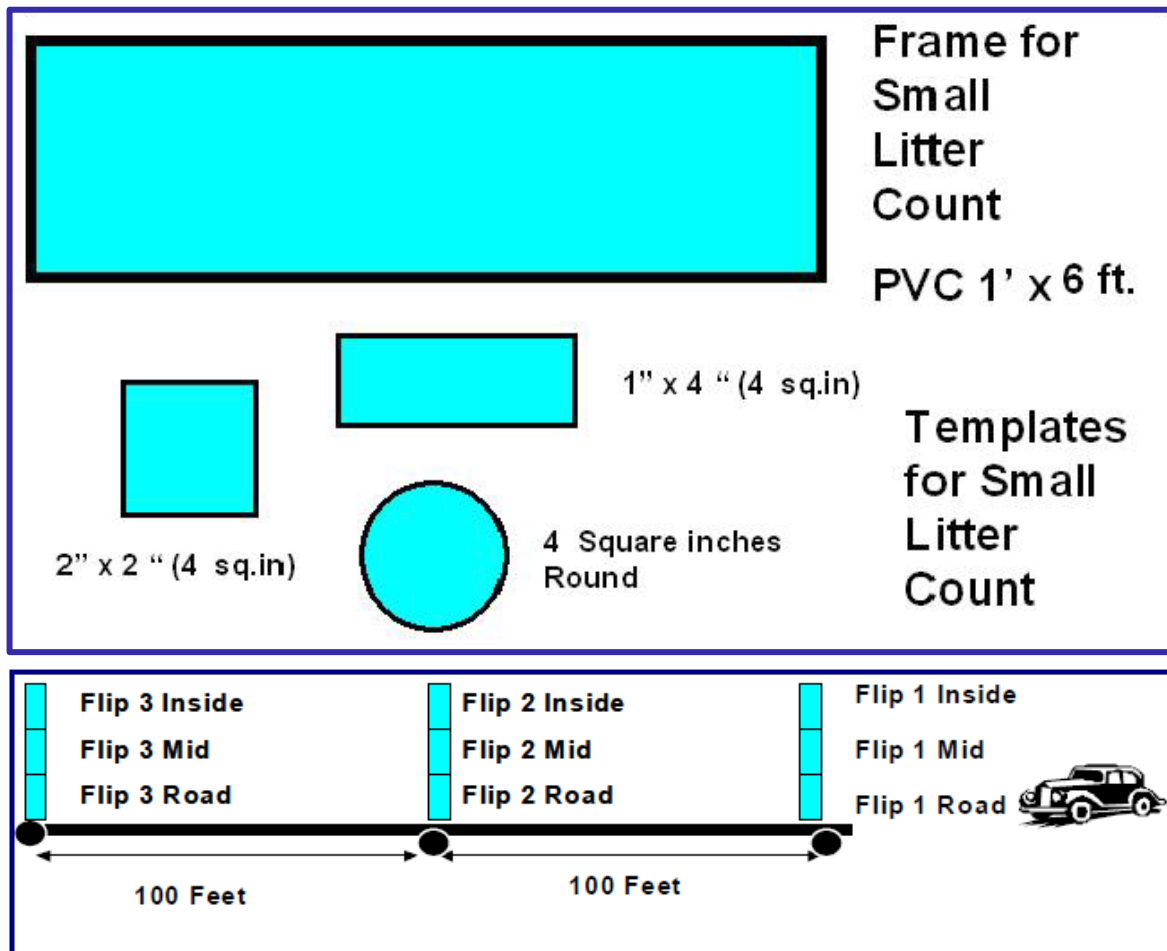 Frame for
Small
Litter
Count
PVC 1’ x 6 ft.
1” x 4 “ (4 sq.in)
Templates
for Small
Litter
Count
2” x 2 “ (4 sq.in)
4 Square inches
Round
Flip 3 Inside
Flip 3 Mid
Flip 3 Road
Flip 2 Inside
Flip 2 Mid
Flip 2 Road
Flip 1 Inside
Flip 1 Mid
Flip 1 Road
100 Feet
100 Feet